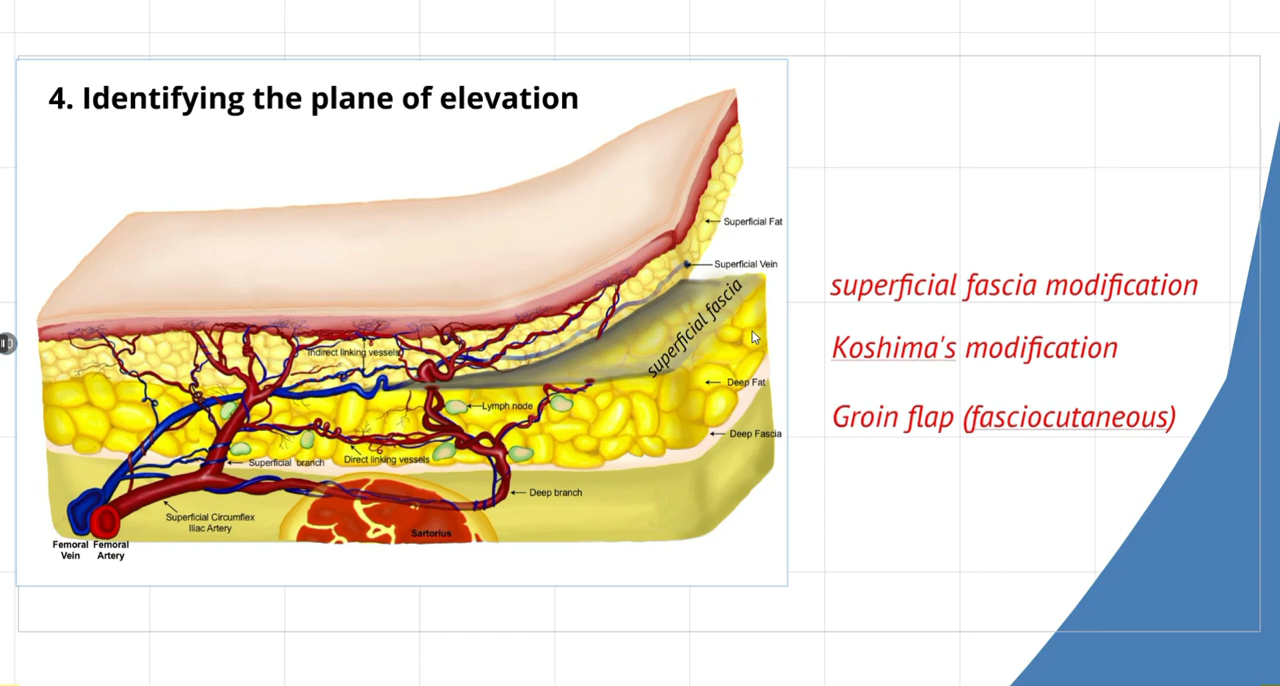 4. Identifying the plane of elevation
Superficial Fat
Superficial Vein
superficial fascia
Indirect linking vessels
Deep Fat
Lymph node
Deep Fascia
Superficial branch
Direct linking vessels
Deep branch
Superficial Circumflex
Iliac Artery
Sartorius
Femoral
Vein
Femoral
Artery
superficial fascia modification
Koshima's modification
Groin flap (fasciocutaneous)